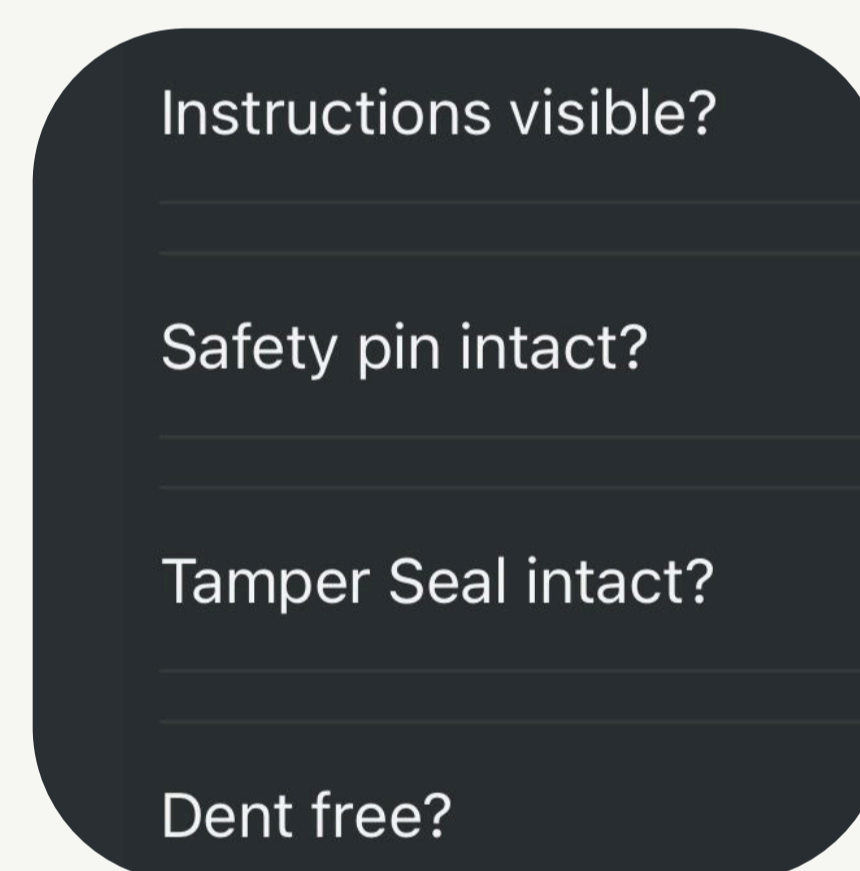 Instructions visible?
Safety pin intact?
Tamper Seal intact?
Dent free?